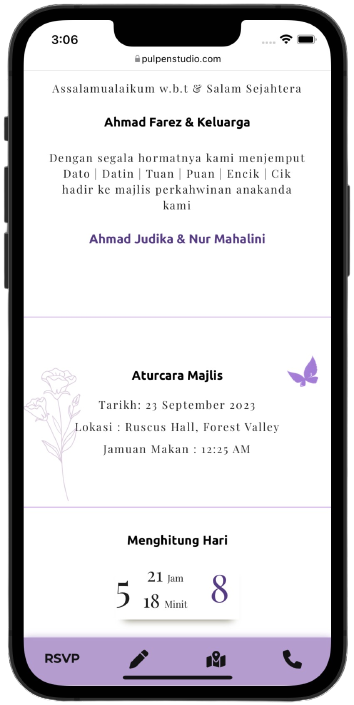 3:06
pulpenstudio.com
Assalamualaikum w.b.t & Salam Sejahtera
Ahmad Farez & Keluarga
Dengan segala hormatnya kami menjemput
Dato | Datin | Tuan | Puan | Encik | Cik
hadir ke majlis perkahwinan anakanda
kami
Ahmad Judika & Nur Mahalini
Aturcara Majlis
Tarikh: 23 September 2023
Lokasi : Ruscus Hall, Forest Valley
Jamuan Makan : 12:25 AM
Menghitung Hari
5 21 Jam 8
18 Minit
RSVP